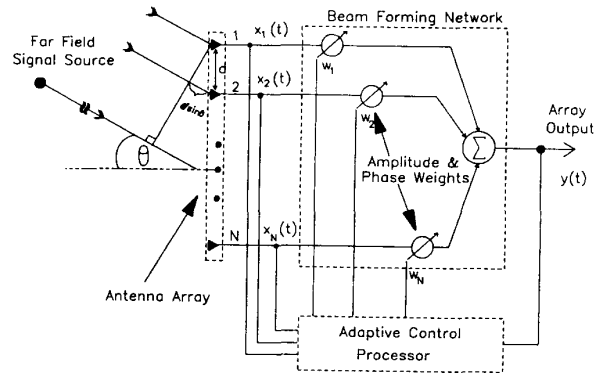 Beam Forming Network
Far Field
Signal Source
1
x1(t)
w1
d
2
x2(t)
w2
dsinθ
θ
Amplitude &
Phase Weights
Σ
Array
Output
y(t)
N
xN(t)
wN
Antenna Array
Adaptive Control
Processor